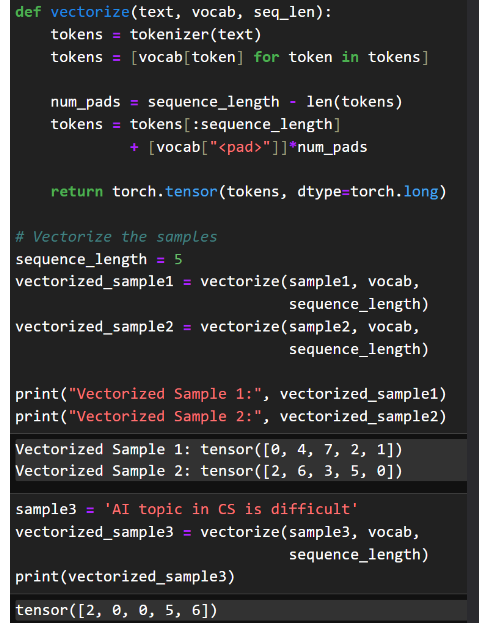 def vectorize(text, vocab, seq_len):
    tokens = tokenizer(text)
    tokens = [vocab[token] for token in tokens]

    num_pads = sequence_length - len(tokens)
    tokens = tokens[:sequence_length]
            + [vocab["<pad>"]]*num_pads

    return torch.tensor(tokens, dtype=torch.long)

# Vectorize the samples
sequence_length = 5
vectorized_sample1 = vectorize(sample1, vocab,
                               sequence_length)
vectorized_sample2 = vectorize(sample2, vocab,
                               sequence_length)

print("Vectorized Sample 1:", vectorized_sample1)
print("Vectorized Sample 2:", vectorized_sample2)
Vectorized Sample 1: tensor([0, 4, 7, 2, 1])
Vectorized Sample 2: tensor([2, 6, 3, 5, 0])
sample3 = 'AI topic in CS is difficult'
vectorized_sample3 = vectorize(sample3, vocab,
                               sequence_length)
print(vectorized_sample3)
tensor([2, 0, 0, 5, 6])